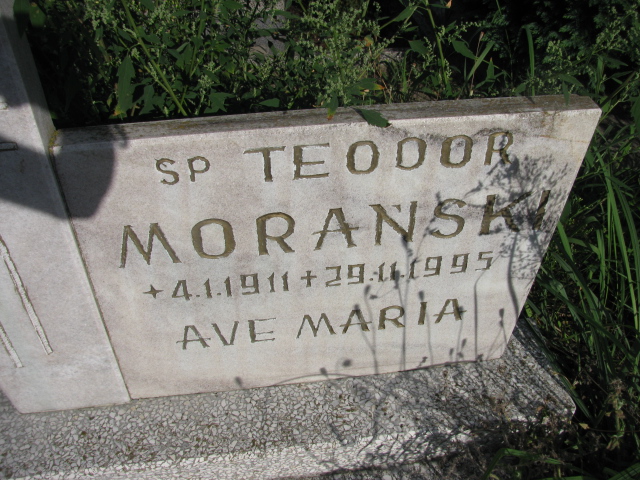 SP TEODOR
MORAŃSKI
+4.1.1911+29.11.1995
AVE MARIA